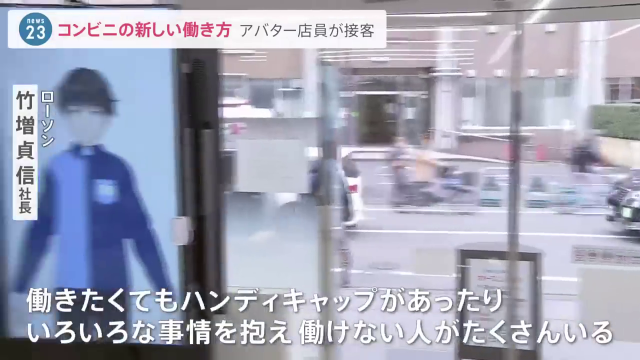 news
23
コンビニの新しい働き方 アバター店員が接客
ローソン
竹増貞信社長
働きたくてもハンディキャップがあったり
いろいろな事情を抱え 働けない人がたくさんいる